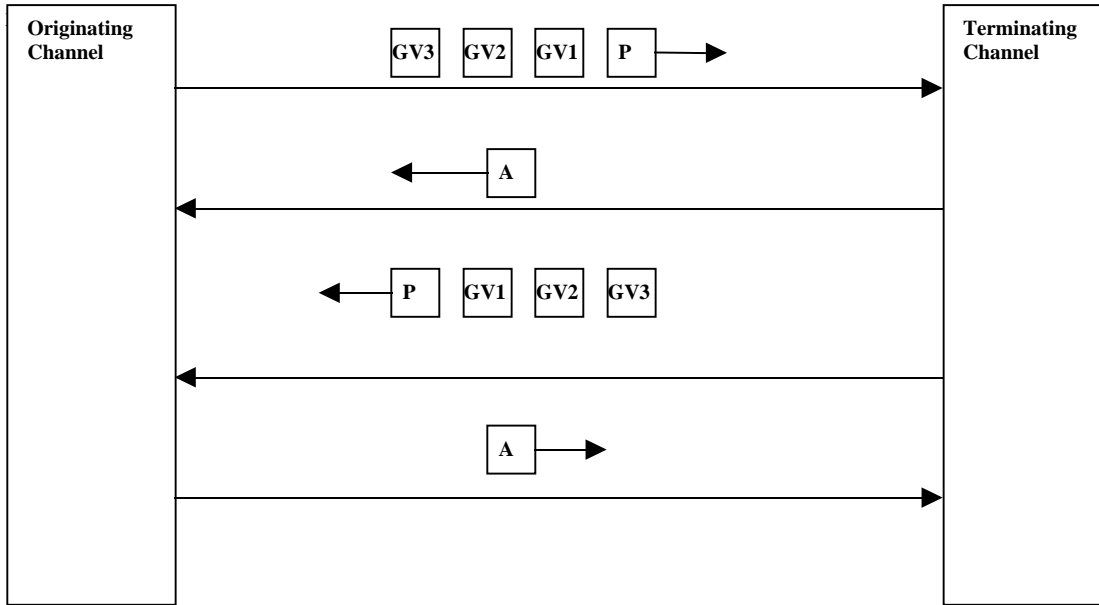 Originating
Channel
Terminating
Channel
GV3 GV2 GV1 P
A
P GV1 GV2 GV3
A